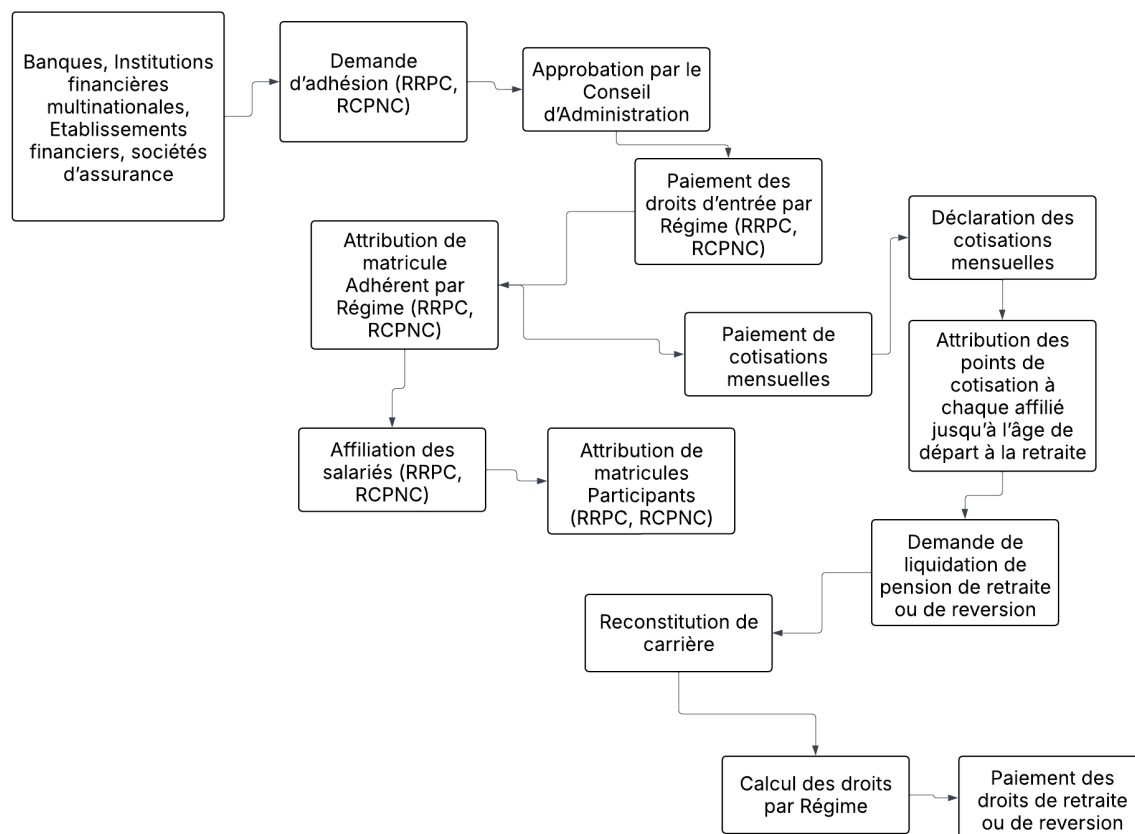 Banques, Institutions
financières
multinationales,
Etablissements
financiers, sociétés
d'assurance
Demande
d'adhésion (RRPC,
RCPNC)
Approbation par le
Conseil
d'Administration
Paiement des
droits d'entrée par
Régime (RRPC,
RCPNC)
Attribution de
matricule
Adhérent par
Régime (RRPC,
RCPNC)
Déclaration des
cotisations
mensuelles
Paiement de
cotisations
mensuelles
Attribution des
points de
cotisation à
chaque affilié
jusqu'à l'âge de
départ à la retraite
Affiliation des
salariés (RRPC,
RCPNC)
Attribution de
matricules
Participants
(RRPC, RCPNC)
Demande de
liquidation de
pension de retraite
ou de reversion
Reconstitution de
carrière
Calcul des droits
par Régime
Paiement des
droits de retraite
ou de reversion